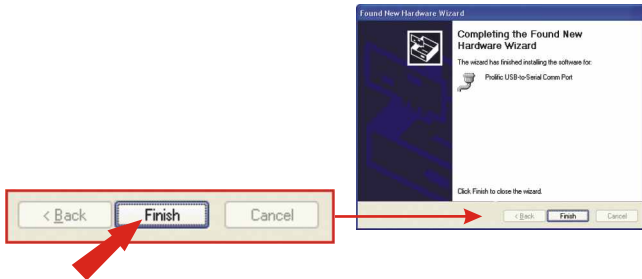 Found New Hardware Wizard
Completing the Found New
Hardware Wizard
The wizard has finished installing the software for:
Prolific USB-to-Serial Comm Port
Click Finish to close the wizard.
< Back Finish Cancel
< Back Finish Cancel